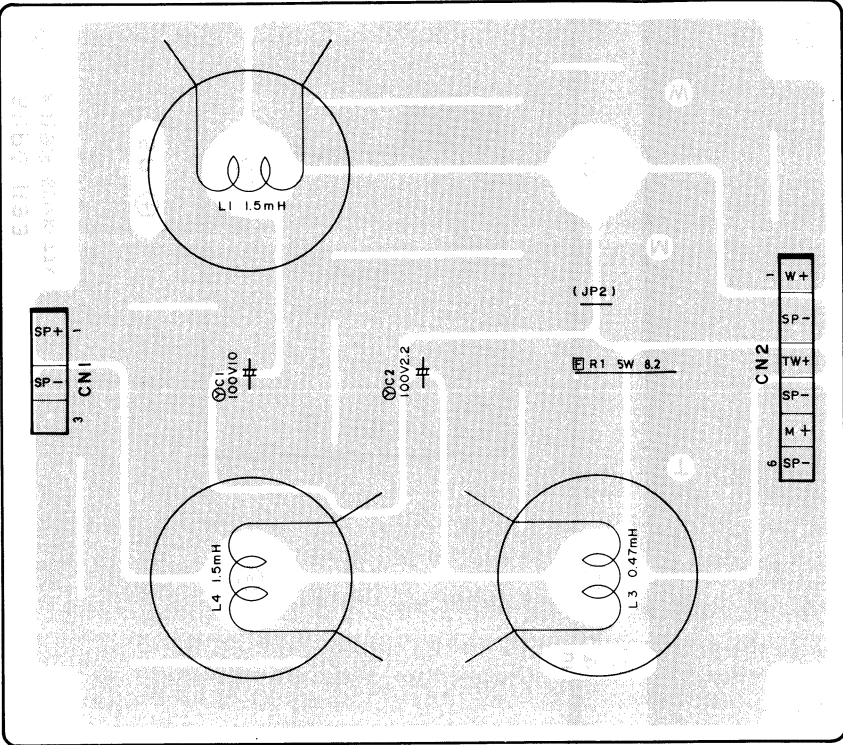 W
L1 1.5mH
M
(JP2)
1
W+
SP-
TW+
SP-
M+
SP-
6
CN2
SP+
SP-
1
3
CN1
Y C1
100V10
Y C2
100V2.2
F R1 5W 8.2
T
L4 1.5mH
L3 0.47mH